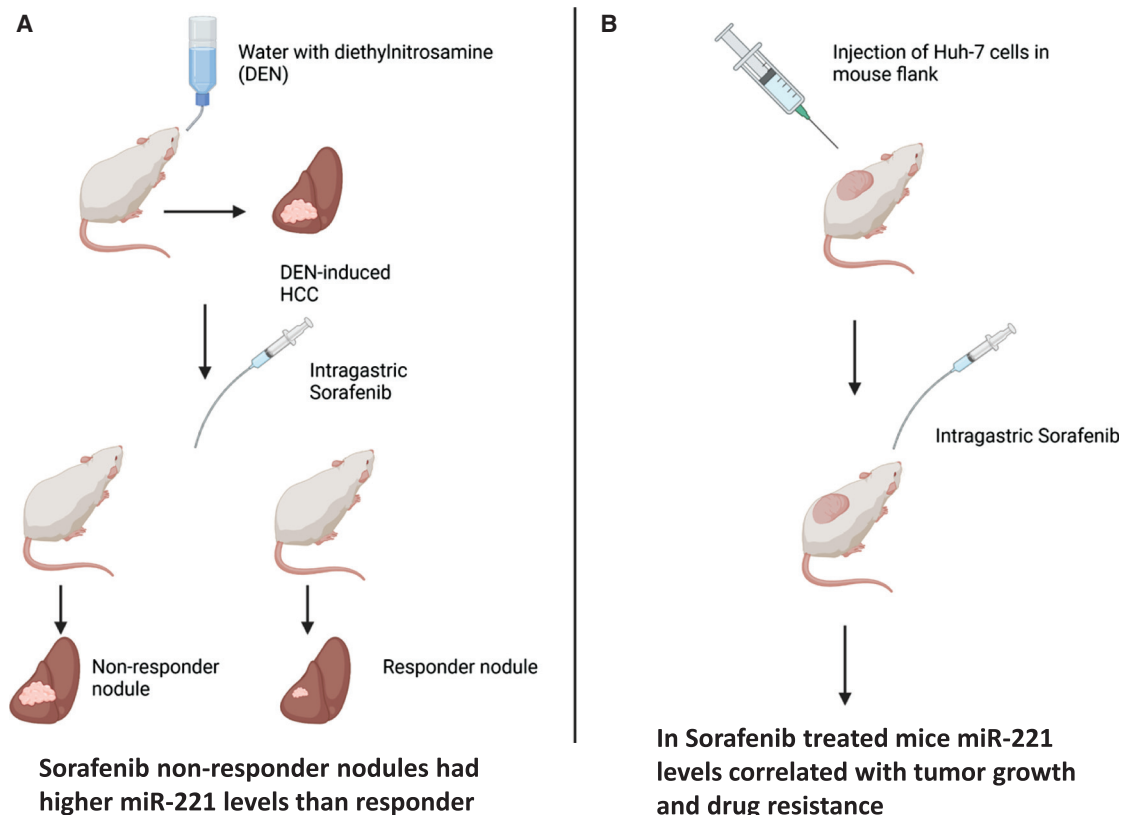 A
Water with diethylnitrosamine
(DEN)
DEN-induced
HCC
Intragastric
Sorafenib
Non-responder
nodule
Responder nodule
Sorafenib non-responder nodules had
higher miR-221 levels than responder
B
Injection of Huh-7 cells in
mouse flank
Intragastric Sorafenib
In Sorafenib treated mice miR-221
levels correlated with tumor growth
and drug resistance